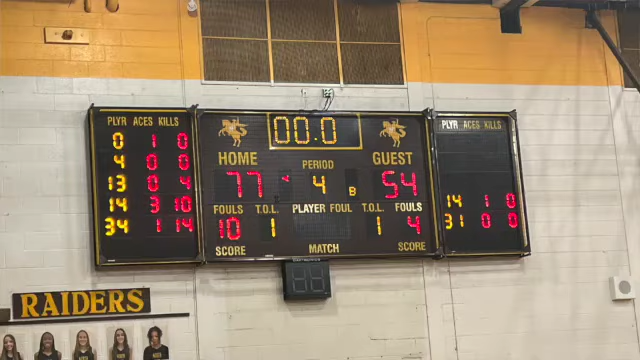 PLYR ACES KILLS
0 1 0
4 0 0
13 0 4
14 3 10
34 1 14
00.0
HOME PERIOD GUEST
77 4 B 54
FOULS T.O.L. PLAYER FOUL T.O.L. FOULS
10 1 1 4
SCORE MATCH SCORE
PLYR ACES KILLS
14 1 0
31 0 0
RAIDERS